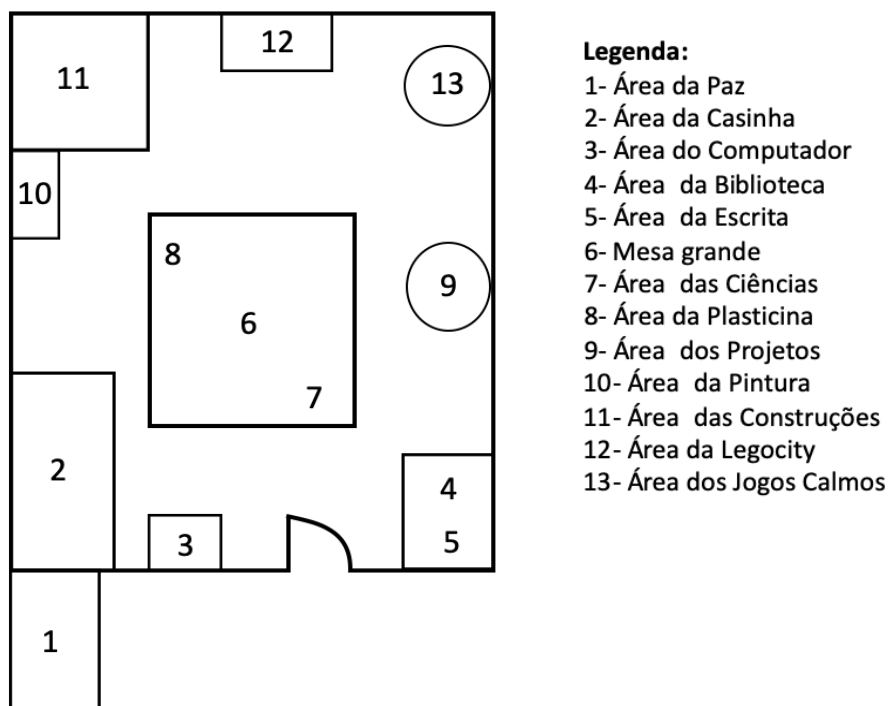 11
12
13
10
8
6
9
7
2
3
4
5
1
Legenda:
1- Área da Paz
2- Área da Casinha
3- Área do Computador
4- Área da Biblioteca
5- Área da Escrita
6- Mesa grande
7- Área das Ciências
8- Área da Plasticina
9- Área dos Projetos
10- Área da Pintura
11- Área das Construções
12- Área da Legocity
13- Área dos Jogos Calmos